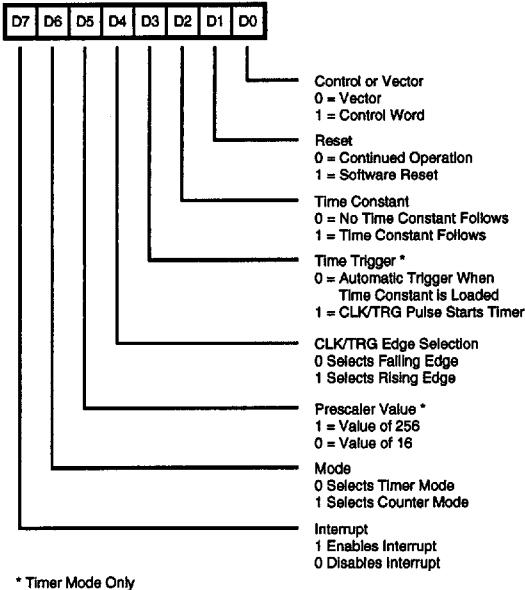 D7 D6 D5 D4 D3 D2 D1 D0
Control or Vector
0 = Vector
1 = Control Word
Reset
0 = Continued Operation
1 = Software Reset
Time Constant
0 = No Time Constant Follows
1 = Time Constant Follows
Time Trigger *
0 = Automatic Trigger When
Time Constant is Loaded
1 = CLK/TRG Pulse Starts Timer
CLK/TRG Edge Selection
0 Selects Falling Edge
1 Selects Rising Edge
Prescaler Value *
1 = Value of 256
0 = Value of 16
Mode
0 Selects Timer Mode
1 Selects Counter Mode
Interrupt
1 Enables Interrupt
0 Disables Interrupt
* Timer Mode Only